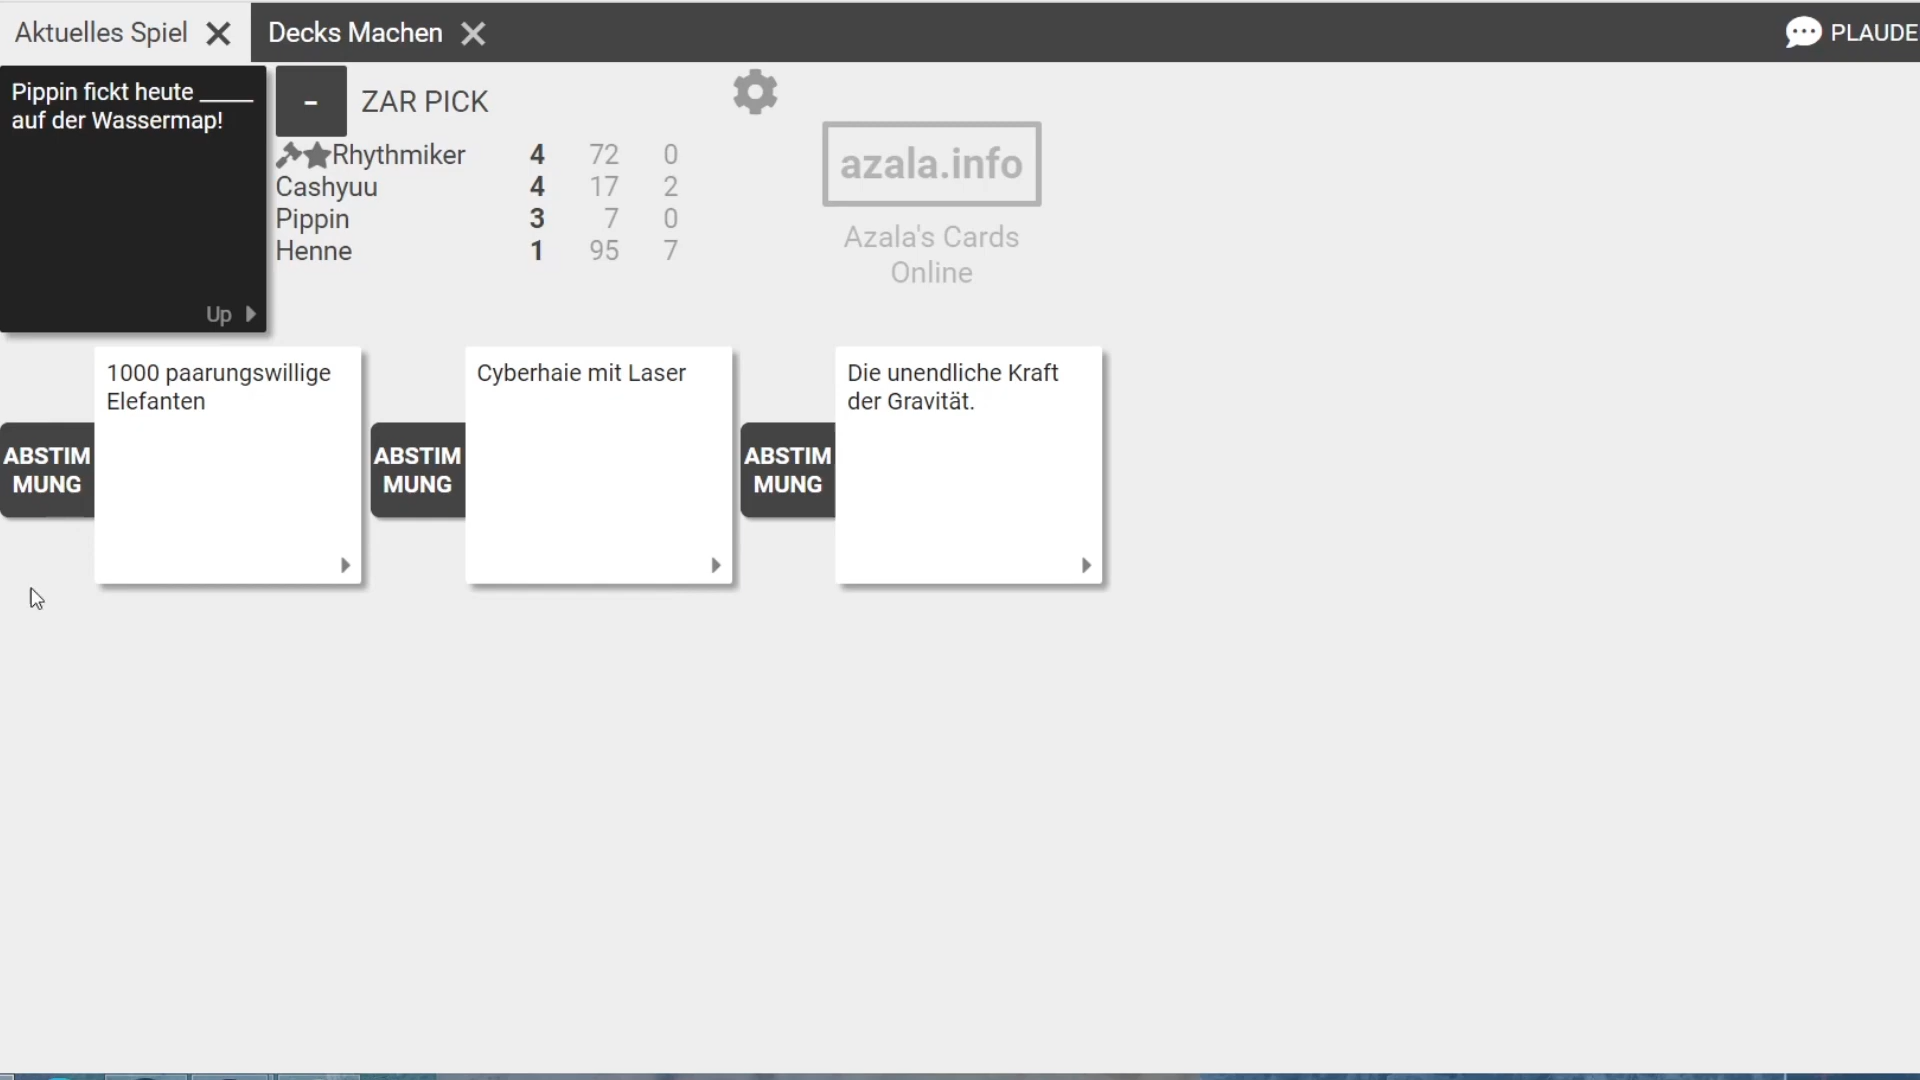 Aktuelles Spiel
Decks Machen
PLAUDE
Pippin fickt heute _____
auf der Wassermap!
Up
-
ZAR PICK
Rhythmiker 4 72 0
Cashyuu 4 17 2
Pippin 3 7 0
Henne 1 95 7
azala.info
Azala's Cards
Online
ABSTIM
MUNG
1000 paarungswillige
Elefanten
ABSTIM
MUNG
Cyberhaie mit Laser
ABSTIM
MUNG
Die unendliche Kraft
der Gravität.